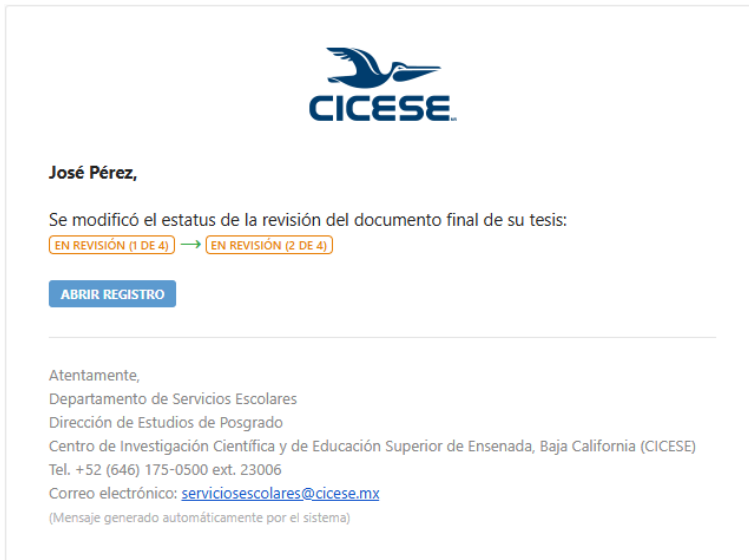 CICESE
José Pérez,
Se modificó el estatus de la revisión del documento final de su tesis:
EN REVISIÓN (1 DE 4) → EN REVISIÓN (2 DE 4)
ABRIR REGISTRO
Atentamente,
Departamento de Servicios Escolares
Dirección de Estudios de Posgrado
Centro de Investigación Científica y de Educación Superior de Ensenada, Baja California (CICESE)
Tel. +52 (646) 175-0500 ext. 23006
Correo electrónico: serviciosescolares@cicese.mx
(Mensaje generado automáticamente por el sistema)